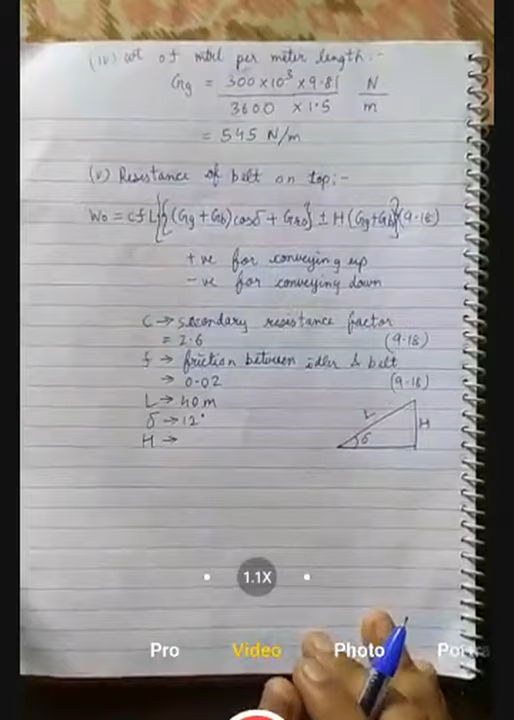 (iv) wt of mtrl per meter length:-
Gg = 300 x 10³ x 9.81 / 3600 x 1.5 N/m
= 545 N/m
(v) Resistance of belt on top:-
Wo = cfL{(Gg+Gb)cosδ + Gro} ± H(Gg+Gb) (9.18)
+ve for conveying up
-ve for conveying down
C → secondary resistance factor
= 2.6 (9.18)
f → friction between idler & belt
→ 0.02 (9.18)
L → 40 m
δ → 12°
H →
L
H
δ
1.1X
Pro Video Photo